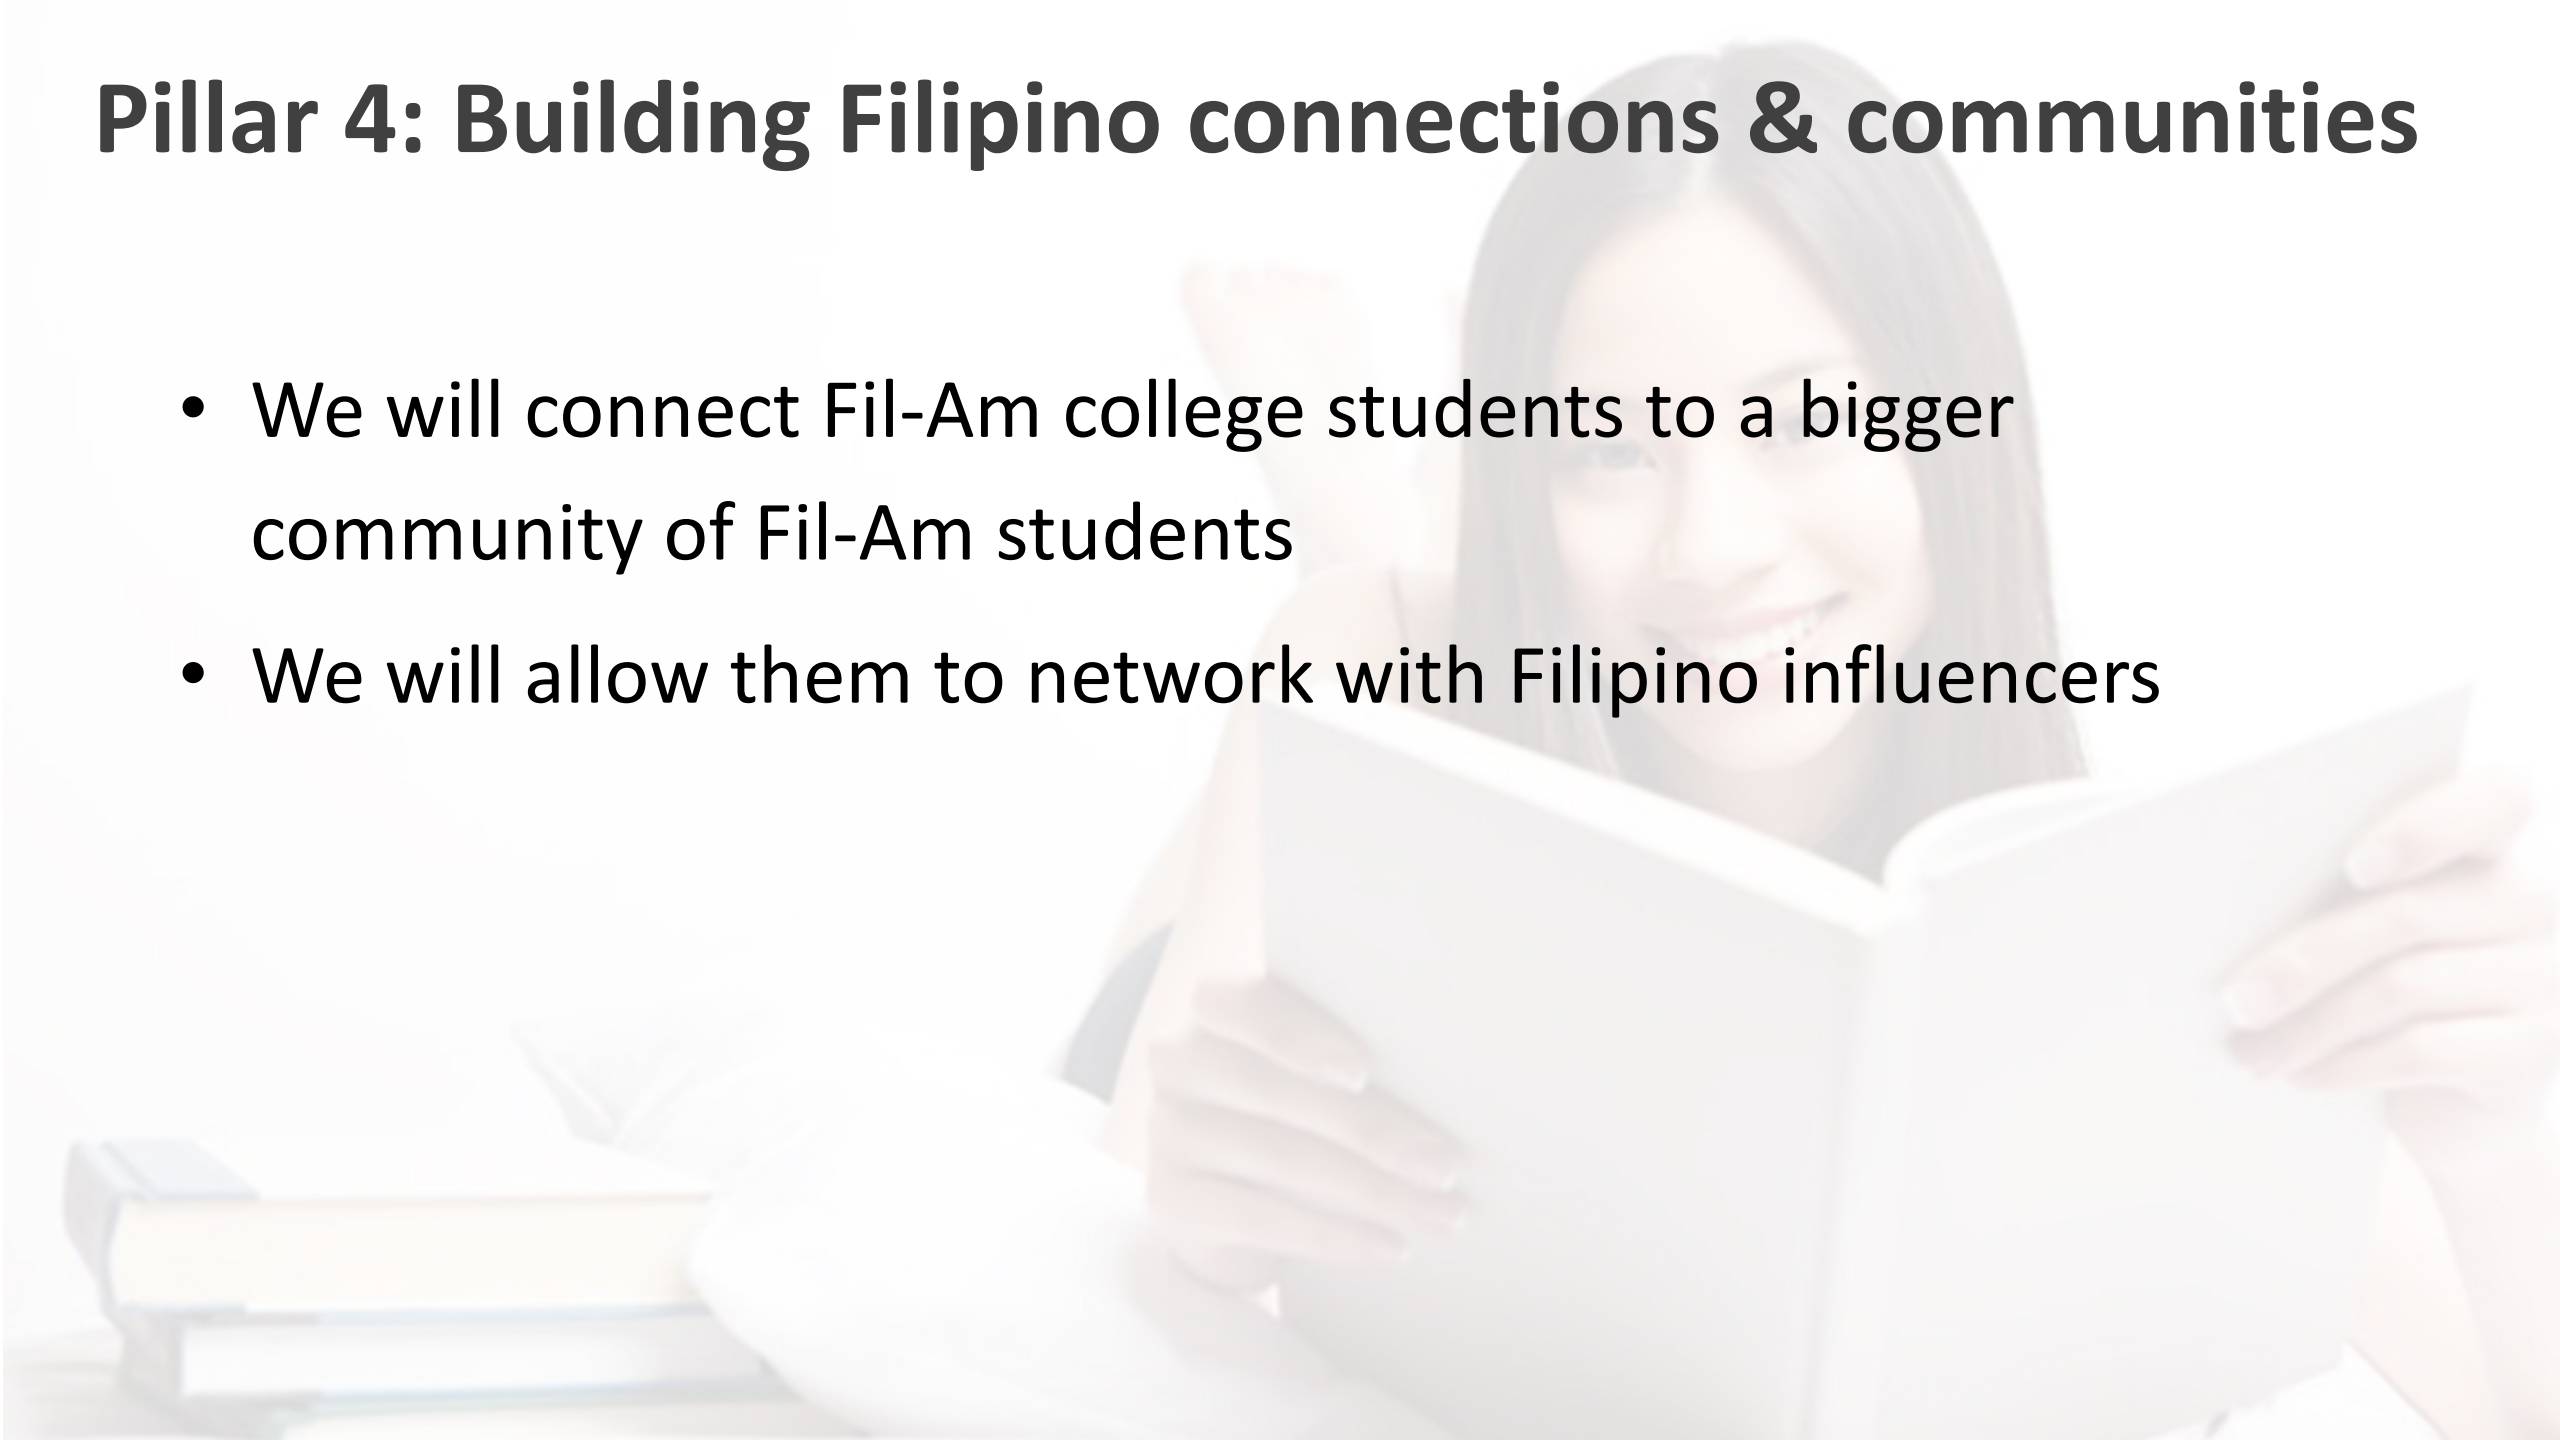 Pillar 4: Building Filipino connections & communities
• We will connect Fil-Am college students to a bigger
community of Fil-Am students
• We will allow them to network with Filipino influencers